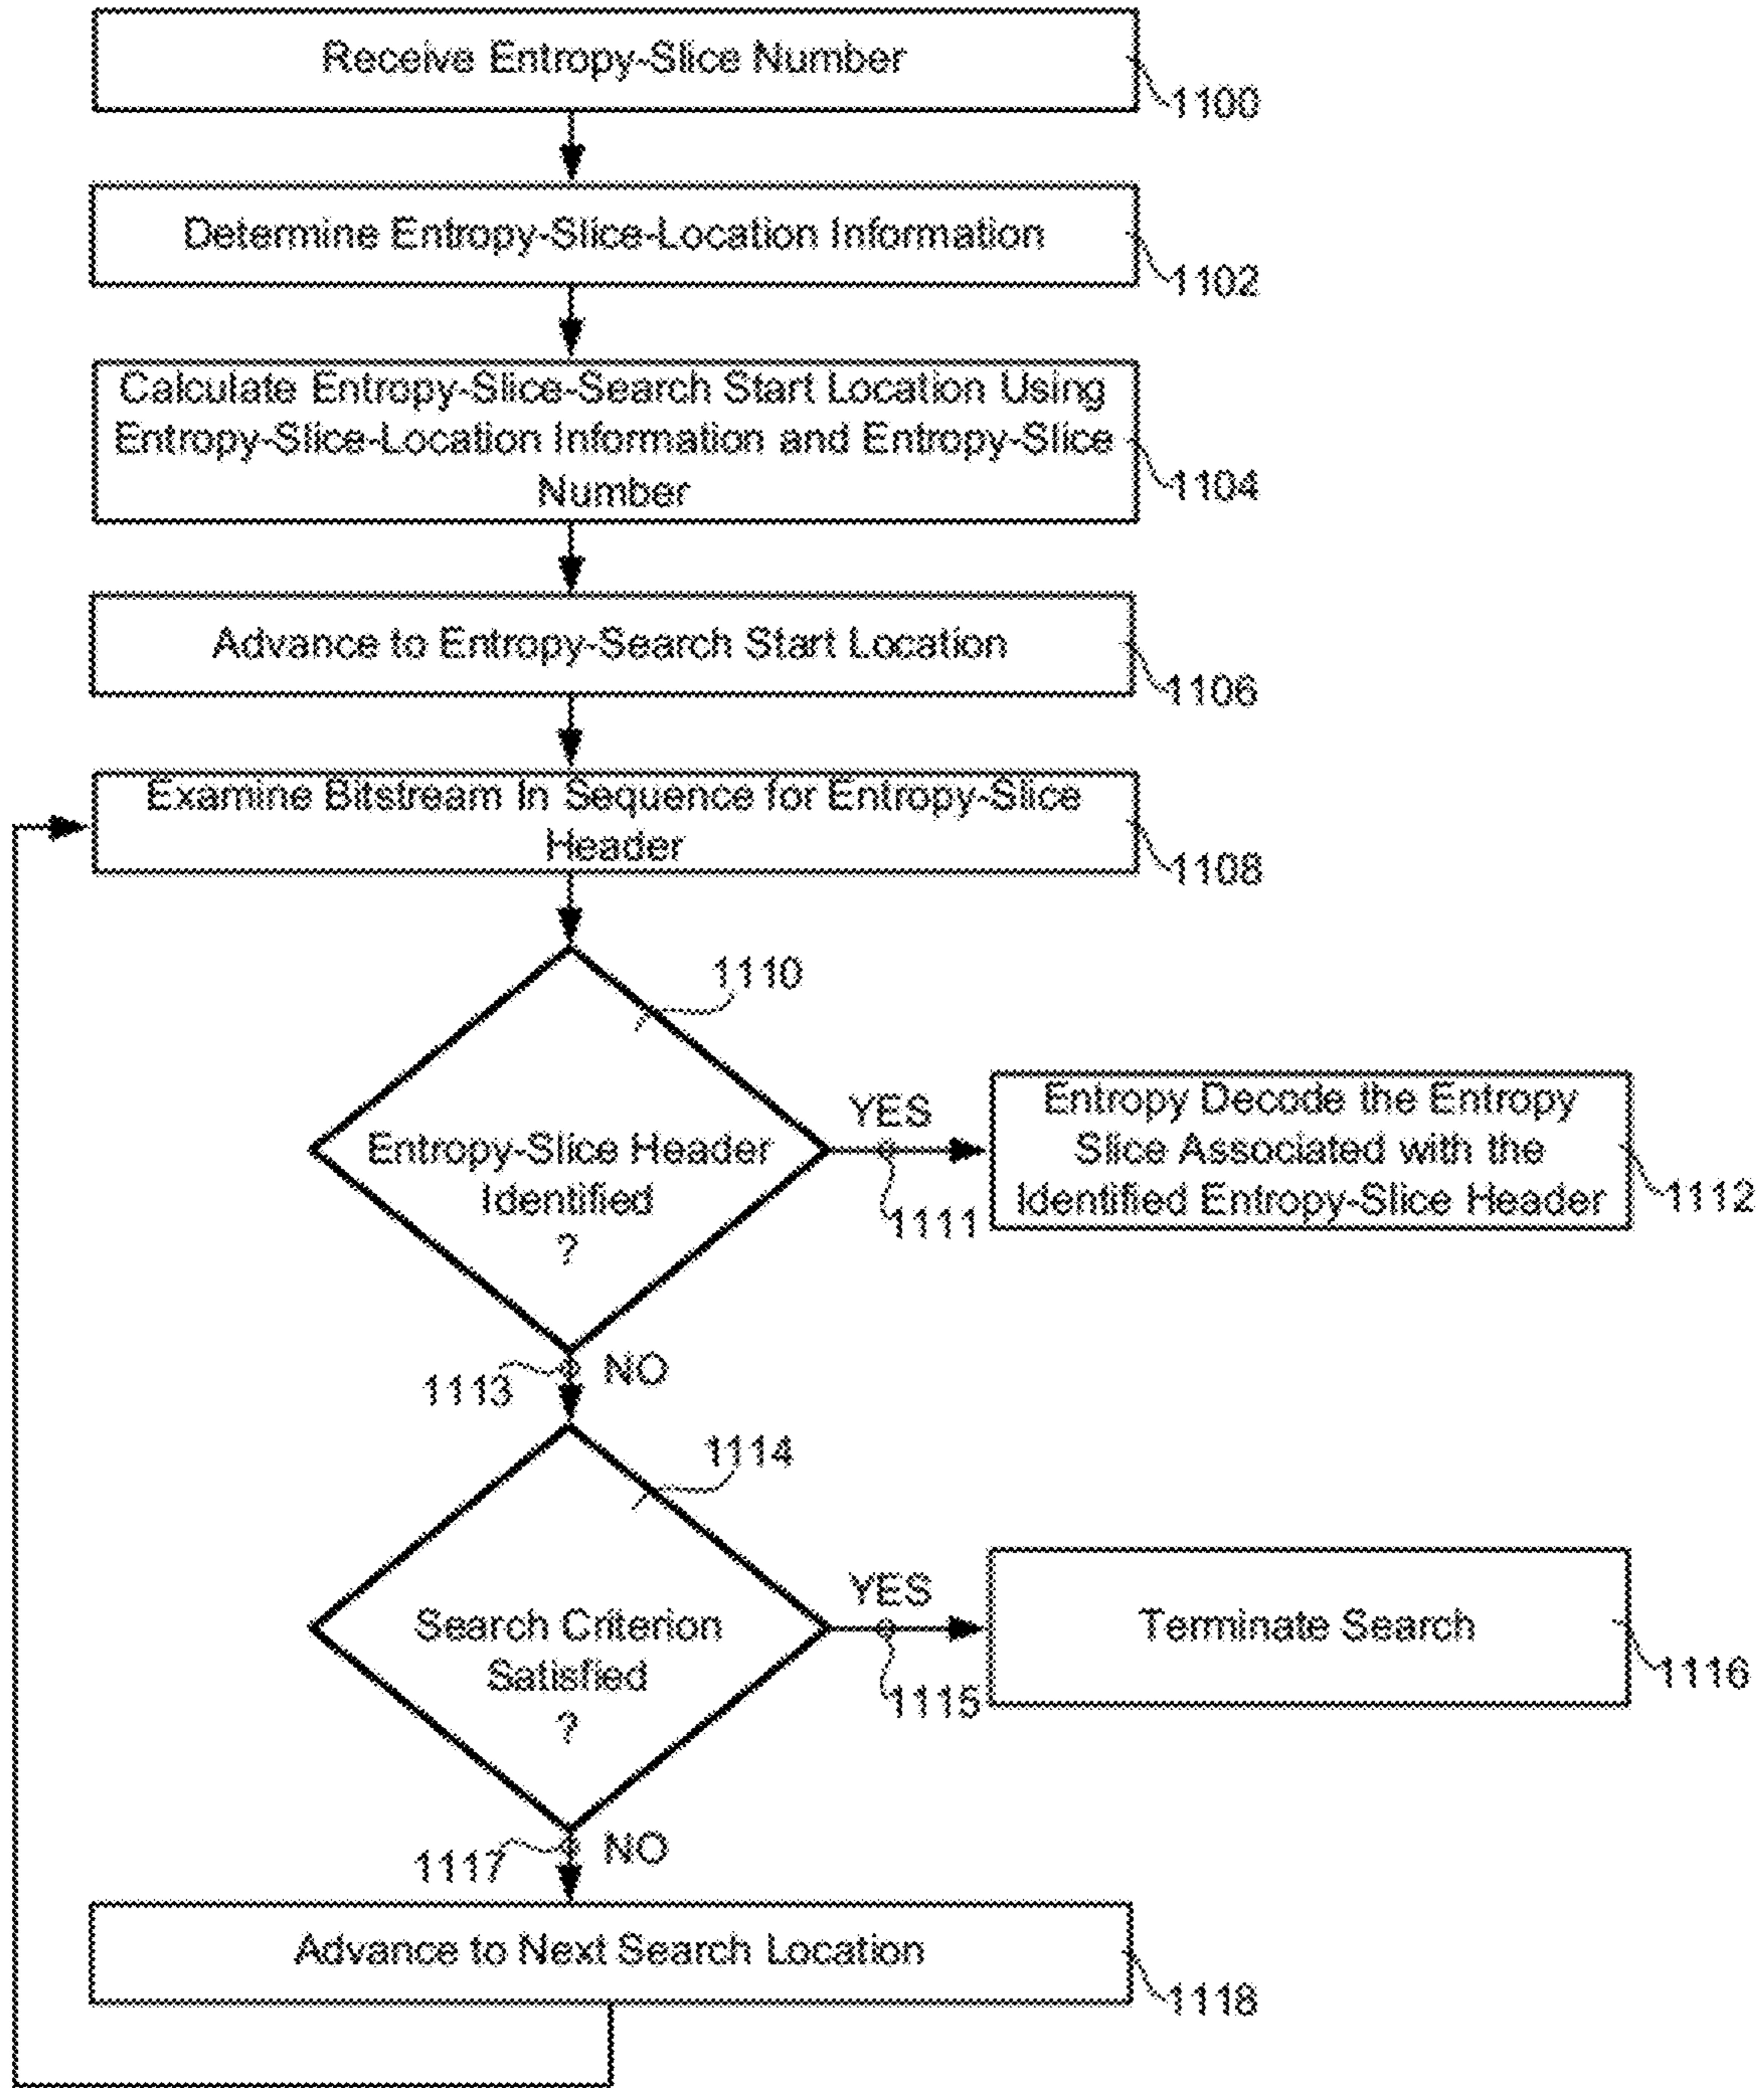 Receive Entropy-Slice Number
1100
Determine Entropy-Slice-Location Information
1102
Calculate Entropy-Slice-Search Start Location Using
Entropy-Slice-Location Information and Entropy-Slice
Number
1104
Advance to Entropy-Search Start Location
1106
Examine Bitstream In Sequence for Entropy-Slice
Header
1108
1110
Entropy-Slice Header
Identified
?
YES
1111
Entropy Decode the Entropy
Slice Associated with the
Identified Entropy-Slice Header
1112
1113
NO
1114
Search Criterion
Satisfied
?
YES
1115
Terminate Search
1116
1117
NO
Advance to Next Search Location
1118